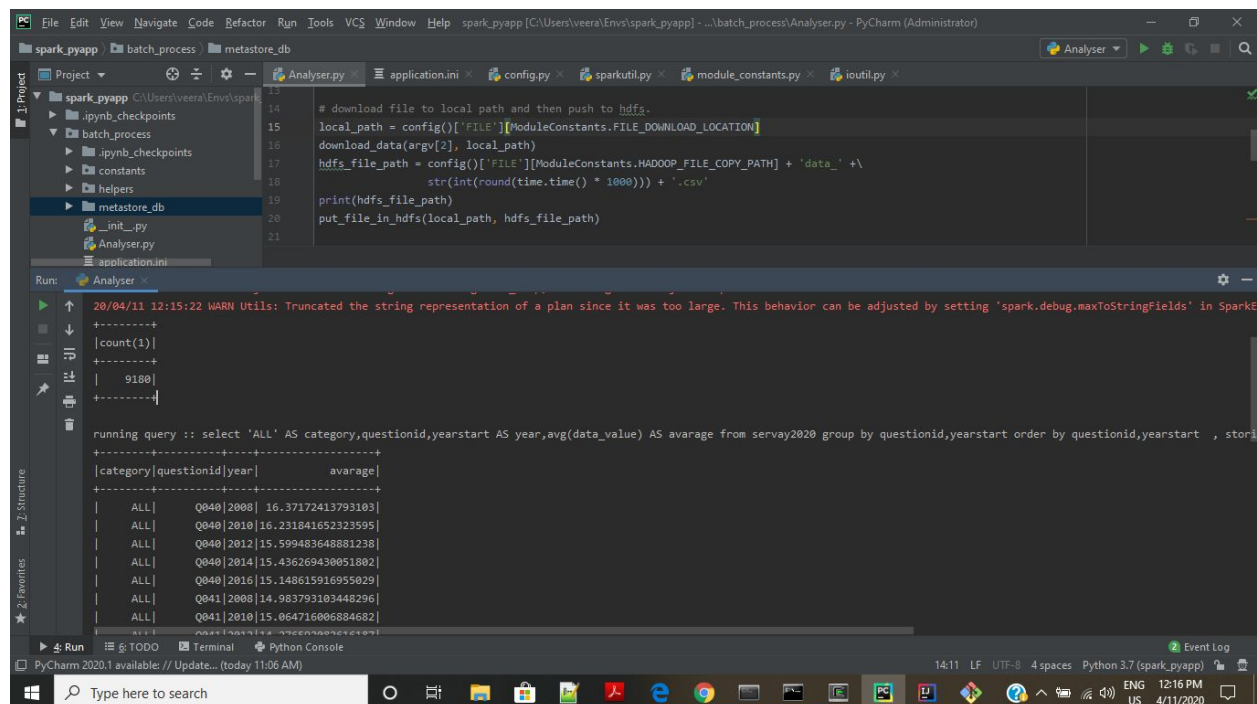 File Edit View Navigate Code Refactor Run Tools VCS Window Help spark_pyapp [C:\Users\veera\Envs\spark_pyapp] - ...\batch_process\Analyser.py - PyCharm (Administrator)
spark_pyapp batch_process metastore_db Analyser
1: Project
Project
Analyser.py application.ini config.py sparkutil.py module_constants.py ioutil.py
spark_pyapp C:\Users\veera\Envs\spark
.ipynb_checkpoints
batch_process
.ipynb_checkpoints
constants
helpers
metastore_db
__init__.py
Analyser.py
application.ini
13
14 # download file to local path and then push to hdfs.
15 local_path = config()['FILE'][ModuleConstants.FILE_DOWNLOAD_LOCATION]
16 download_data(argv[2], local_path)
17 hdfs_file_path = config()['FILE'][ModuleConstants.HADOOP_FILE_COPY_PATH] + 'data_' +\
18 str(int(round(time.time() * 1000))) + '.csv'
19 print(hdfs_file_path)
20 put_file_in_hdfs(local_path, hdfs_file_path)
21
Run: Analyser
20/04/11 12:15:22 WARN Utils: Truncated the string representation of a plan since it was too large. This behavior can be adjusted by setting 'spark.debug.maxToStringFields' in SparkE
+--------+
|count(1)|
+--------+
| 9180|
+--------+
running query :: select 'ALL' AS category,questionid,yearstart AS year,avg(data_value) AS avarage from servay2020 group by questionid,yearstart order by questionid,yearstart , stori
+--------+----------+----+------------------+
|category|questionid|year| avarage|
+--------+----------+----+------------------+
| ALL| Q040|2008| 16.37172413793103|
| ALL| Q040|2010|16.231841652323595|
| ALL| Q040|2012|15.599483648881238|
| ALL| Q040|2014|15.436269430051802|
| ALL| Q040|2016|15.148615916955029|
| ALL| Q041|2008|14.983793103448296|
| ALL| Q041|2010|15.064716006884682|
7: Structure
2: Favorites
4: Run 6: TODO Terminal Python Console 2 Event Log
PyCharm 2020.1 available: // Update... (today 11:06 AM) 14:11 LF UTF-8 4 spaces Python 3.7 (spark_pyapp)
Type here to search
ENG
US
12:16 PM
4/11/2020